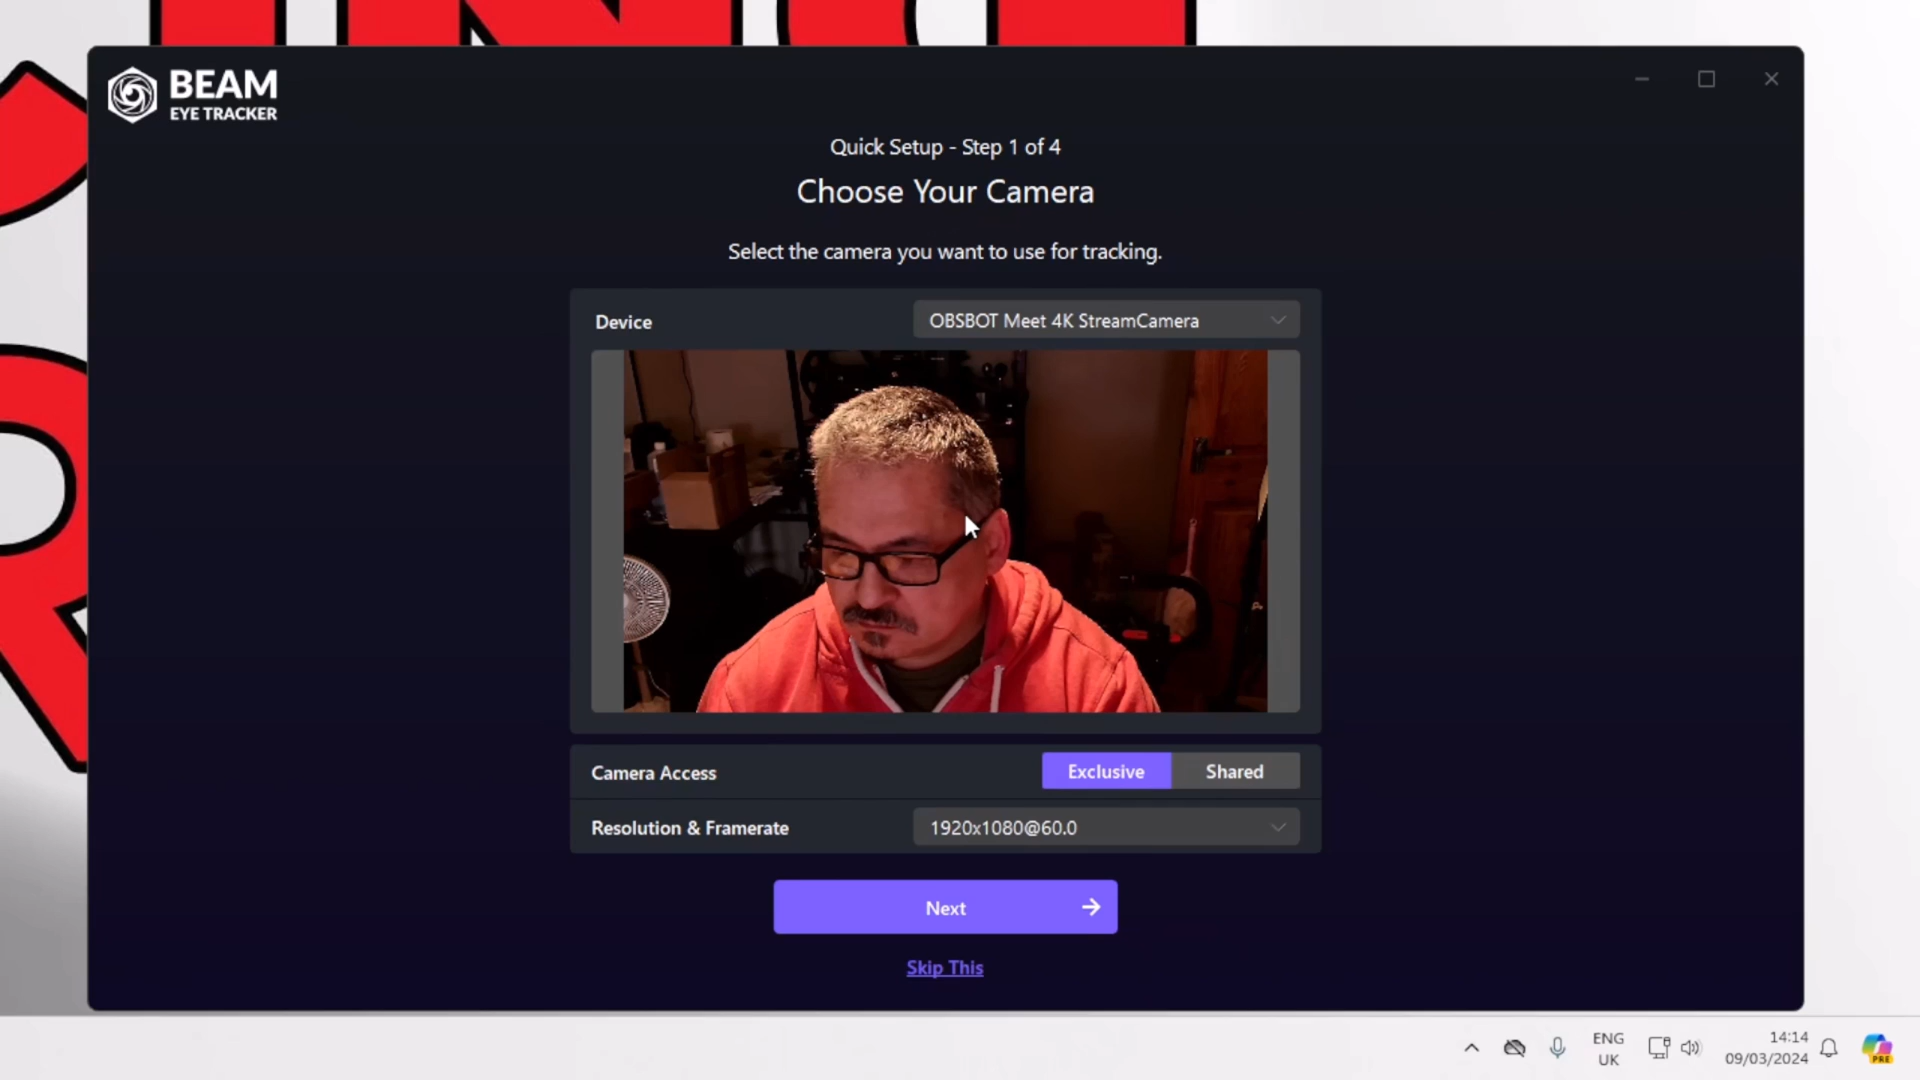 BEAM
EYE TRACKER
Quick Setup - Step 1 of 4
Choose Your Camera
Select the camera you want to use for tracking.
Device
OBSBOT Meet 4K StreamCamera
Camera Access
Exclusive
Shared
Resolution & Framerate
1920x1080@60.0
Next
Skip This
ENG
UK
14:14
09/03/2024
PRE